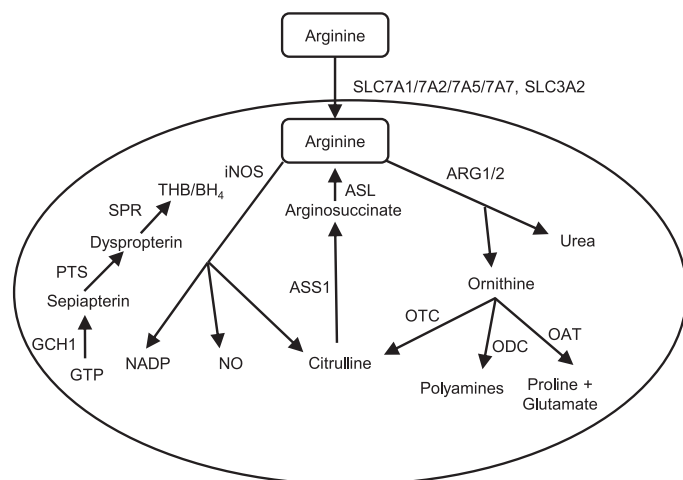 Arginine
SLC7A1/7A2/7A5/7A7, SLC3A2
Arginine
iNOS
ARG1/2
THB/BH4
ASL
SPR
Arginosuccinate
Dyspropterin
Urea
PTS
Ornithine
Sepiapterin
ASS1
OTC
OAT
GCH1
ODC
NADP
NO
Citrulline
GTP
Polyamines
Proline +
Glutamate